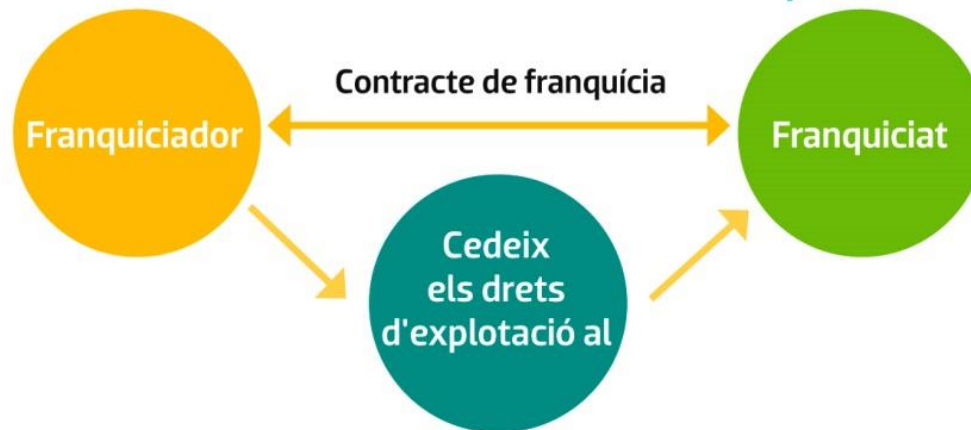 Contracte de franquícia
Franquiciador
Franquiciat
Cedeix
els drets
d'explotació al